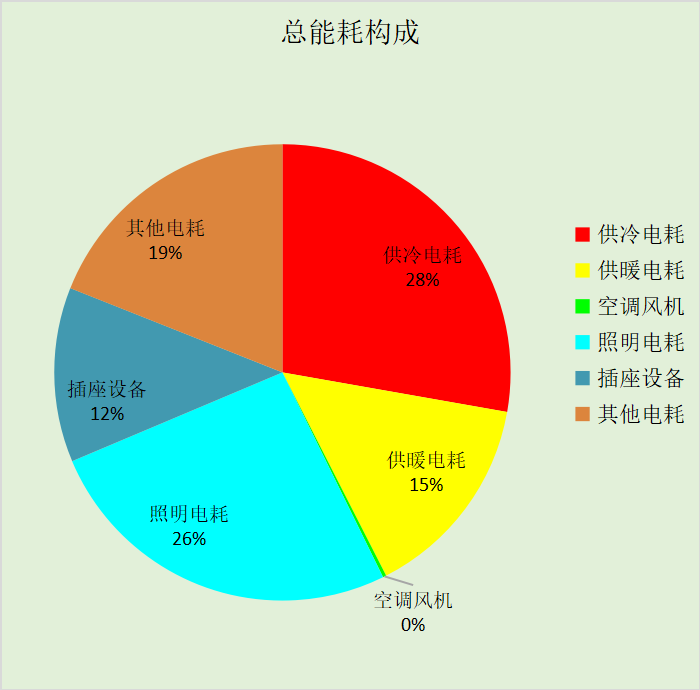 总能耗构成
其他电耗
19%
供冷电耗
28%
插座设备
12%
供暖电耗
15%
照明电耗
26%
空调风机
0%
供冷电耗
供暖电耗
空调风机
照明电耗
插座设备
其他电耗